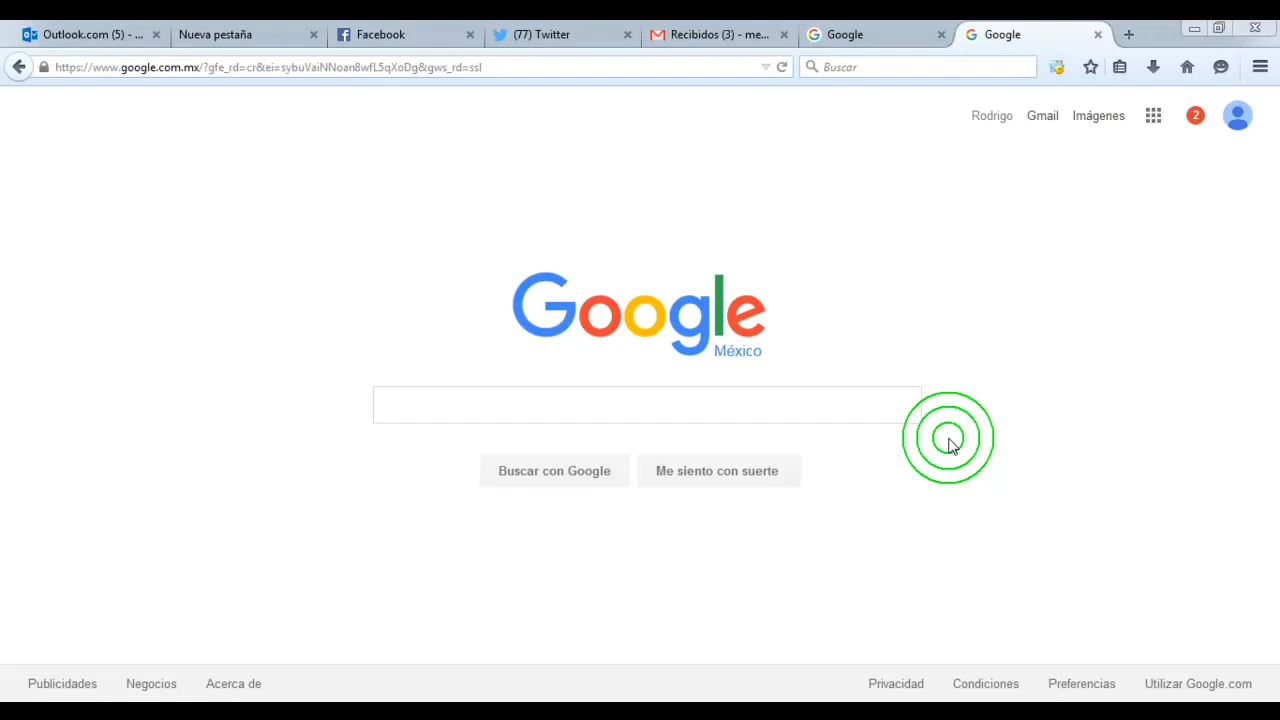 Outlook.com (5) - ...
Nueva pestaña
Facebook
(77) Twitter
Recibidos (3) - me...
Google
Google
https://www.google.com.mx/?gfe_rd=cr&ei=sybuVaiNNoan8wfL5qXoDg&gws_rd=ssl
Buscar
Rodrigo Gmail Imágenes 2
Google
México
Buscar con Google
Me siento con suerte
Publicidades Negocios Acerca de
Privacidad Condiciones Preferencias Utilizar Google.com